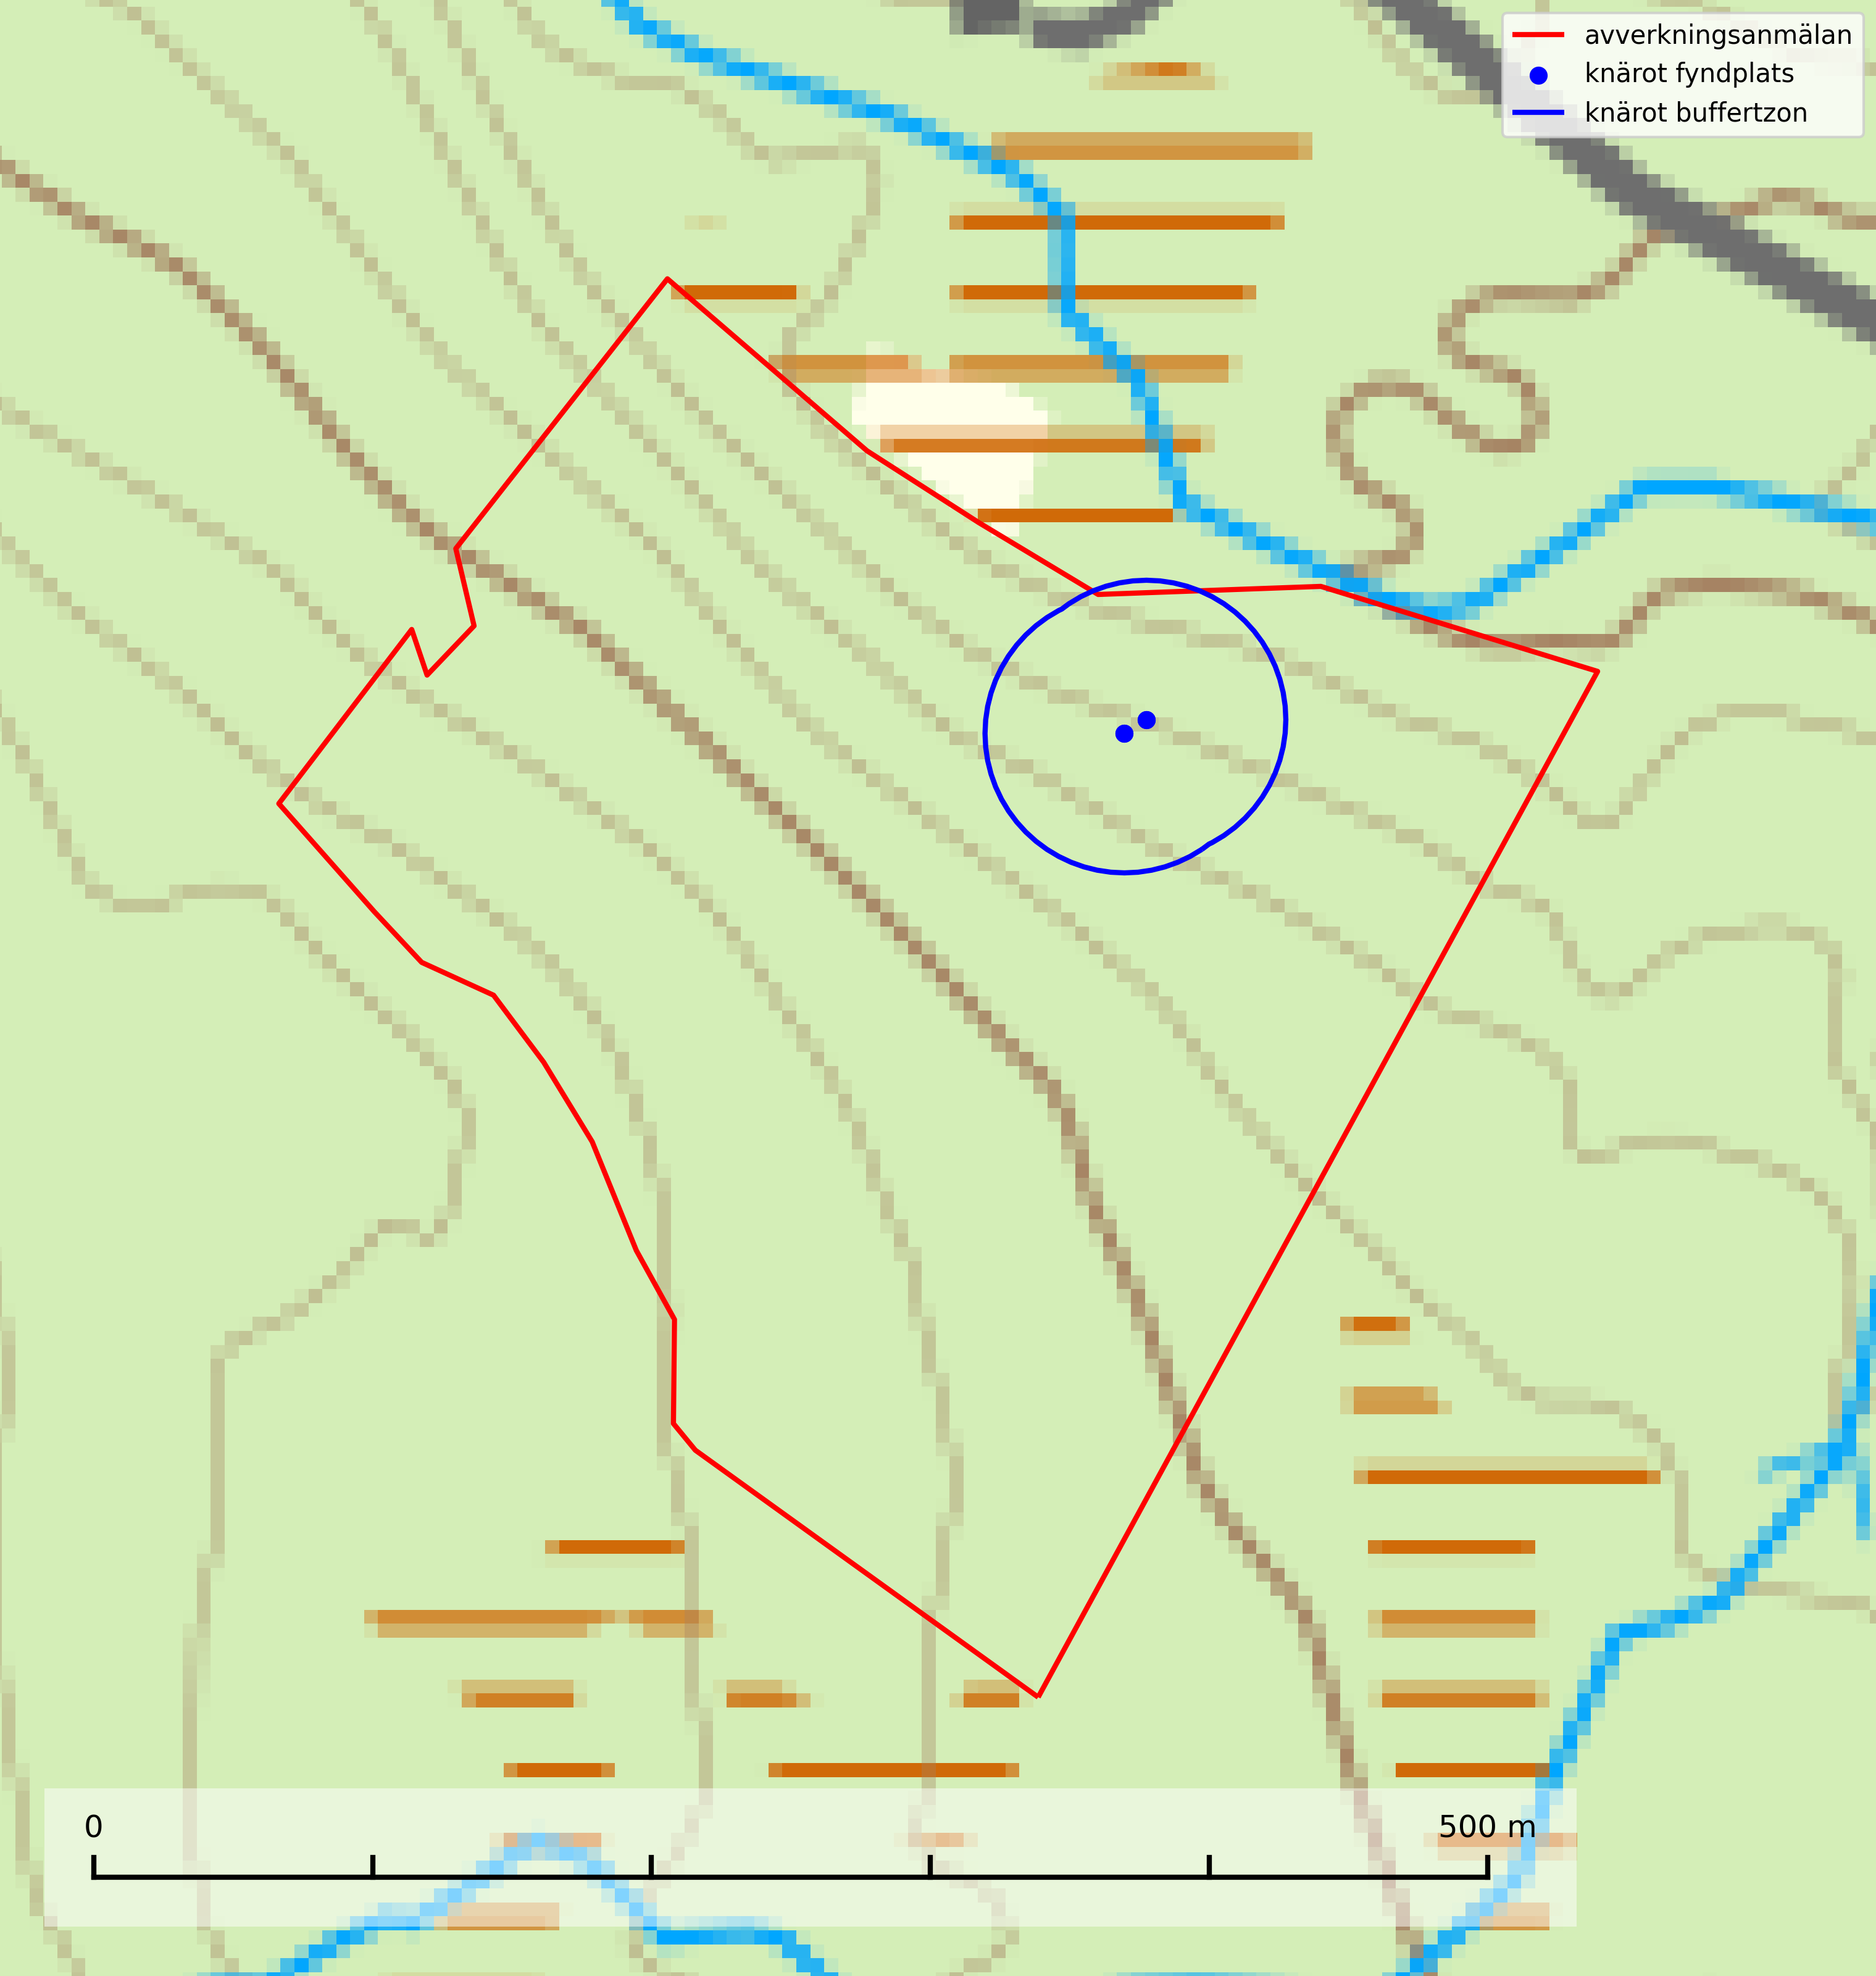 avverkningsanmälan
knärot fyndplats
knärot buffertzon
0
500 m